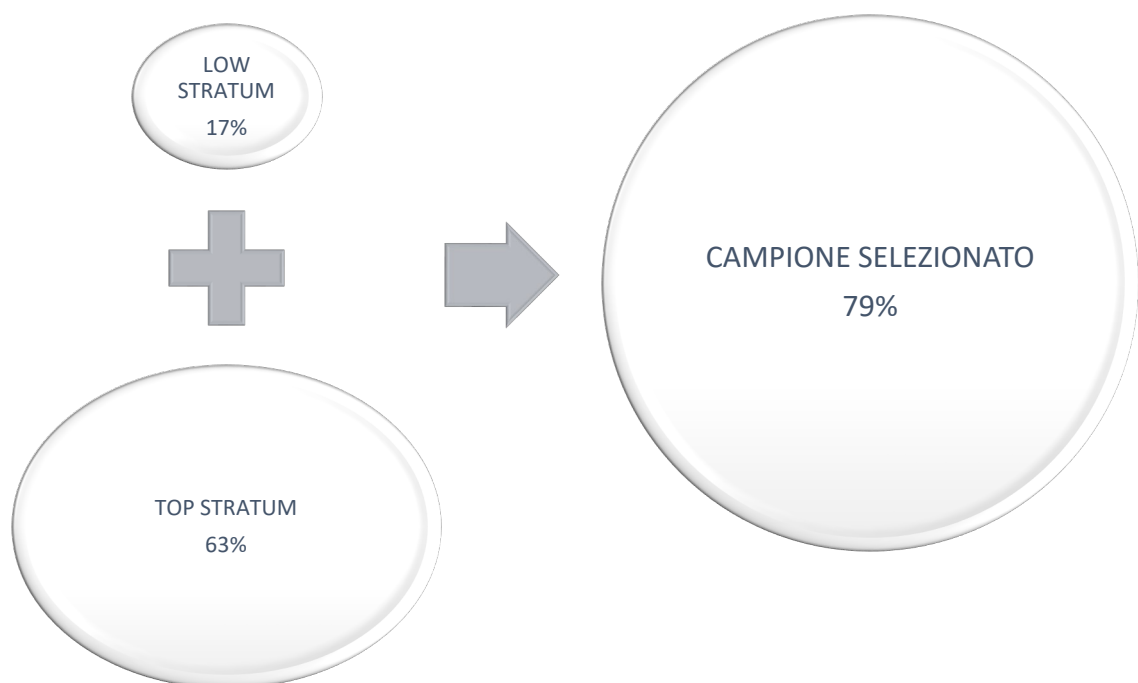 LOW
STRATUM
17%
TOP STRATUM
63%
CAMPIONE SELEZIONATO
79%